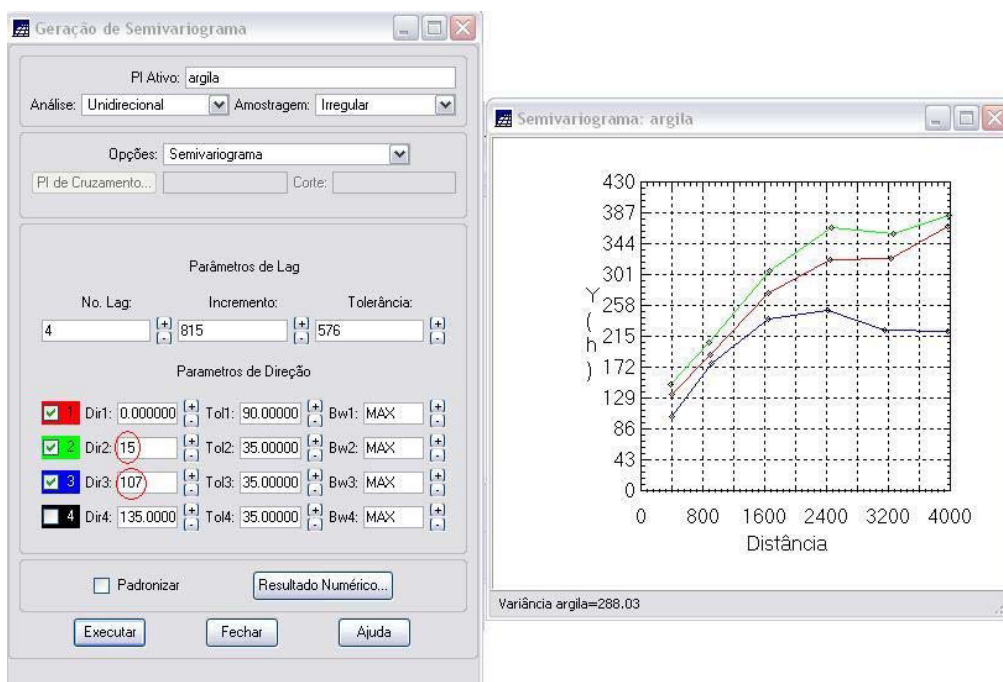 Geração de Semivariograma
PI Ativo: argila
Análise: Unidirecional Amostragem: Irregular
Opções: Semivariograma
PI de Cruzamento... Corte:
Parâmetros de Lag
No. Lag: Incremento: Tolerância:
4 [+] [-] 815 [+] [-] 576 [+] [-]
Parametros de Direção
1 Dir1: 0.000000 [+] [-] Tol1: 90.00000 [+] [-] Bw1: MAX [+] [-]
2 Dir2: 15 [+] [-] Tol2: 35.00000 [+] [-] Bw2: MAX [+] [-]
3 Dir3: 107 [+] [-] Tol3: 35.00000 [+] [-] Bw3: MAX [+] [-]
4 Dir4: 135.0000 [+] [-] Tol4: 35.00000 [+] [-] Bw4: MAX [+] [-]
Padronizar Resultado Numérico...
Executar Fechar Ajuda
Semivariograma: argila
430
387
344
301
258
215
172
129
86
43
0
Y(h)
0 800 1600 2400 3200 4000
Distância
Variância argila=288.03